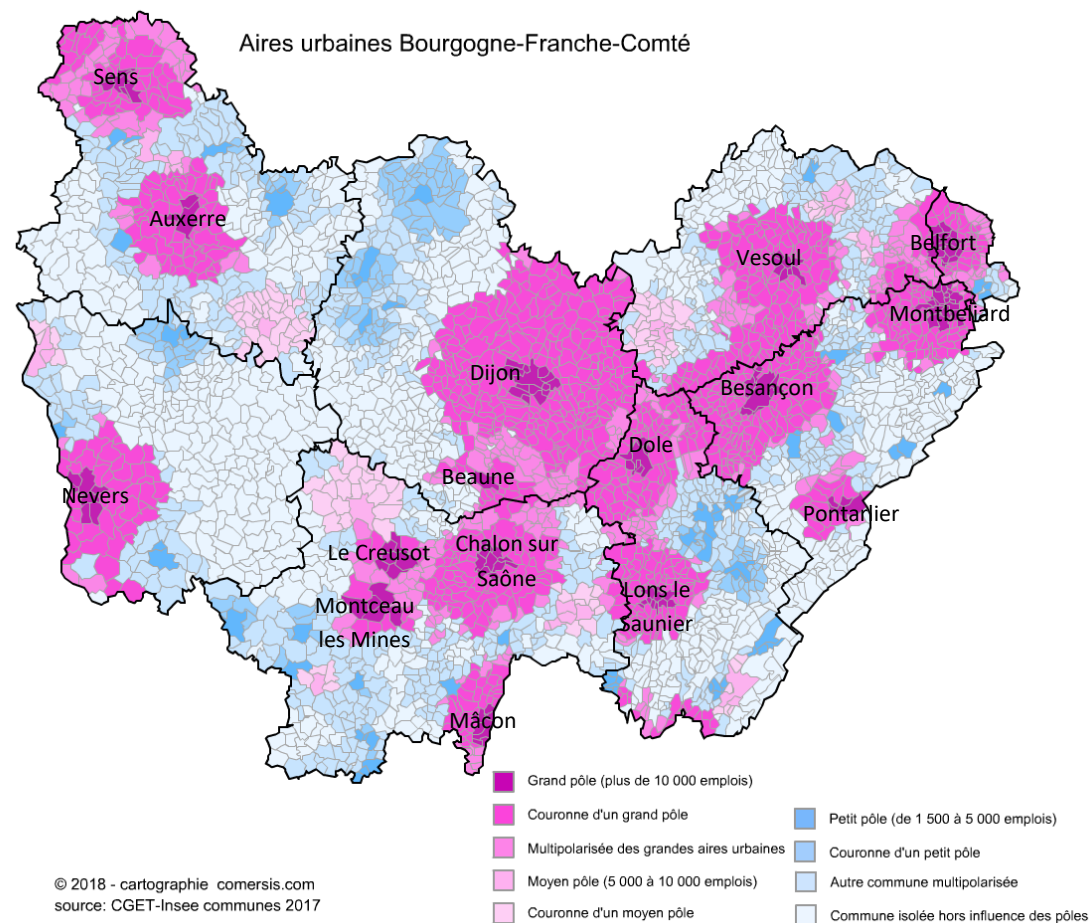 Aires urbaines Bourgogne-Franche-Comté
Sens
Auxerre
Belfort
Vesoul
Montbéliard
Dijon
Besançon
Dole
Beaune
Nevers
Pontarlier
Le Creusot
Chalon sur
Saône
Montceau
les Mines
Lons le
Saunier
Mâcon
Grand pôle (plus de 10 000 emplois)
Couronne d'un grand pôle
Multipolarisée des grandes aires urbaines
Moyen pôle (5 000 à 10 000 emplois)
Couronne d'un moyen pôle
Petit pôle (de 1 500 à 5 000 emplois)
Couronne d'un petit pôle
Autre commune multipolarisée
Commune isolée hors influence des pôles
© 2018 - cartographie comersis.com
source: CGET-Insee communes 2017